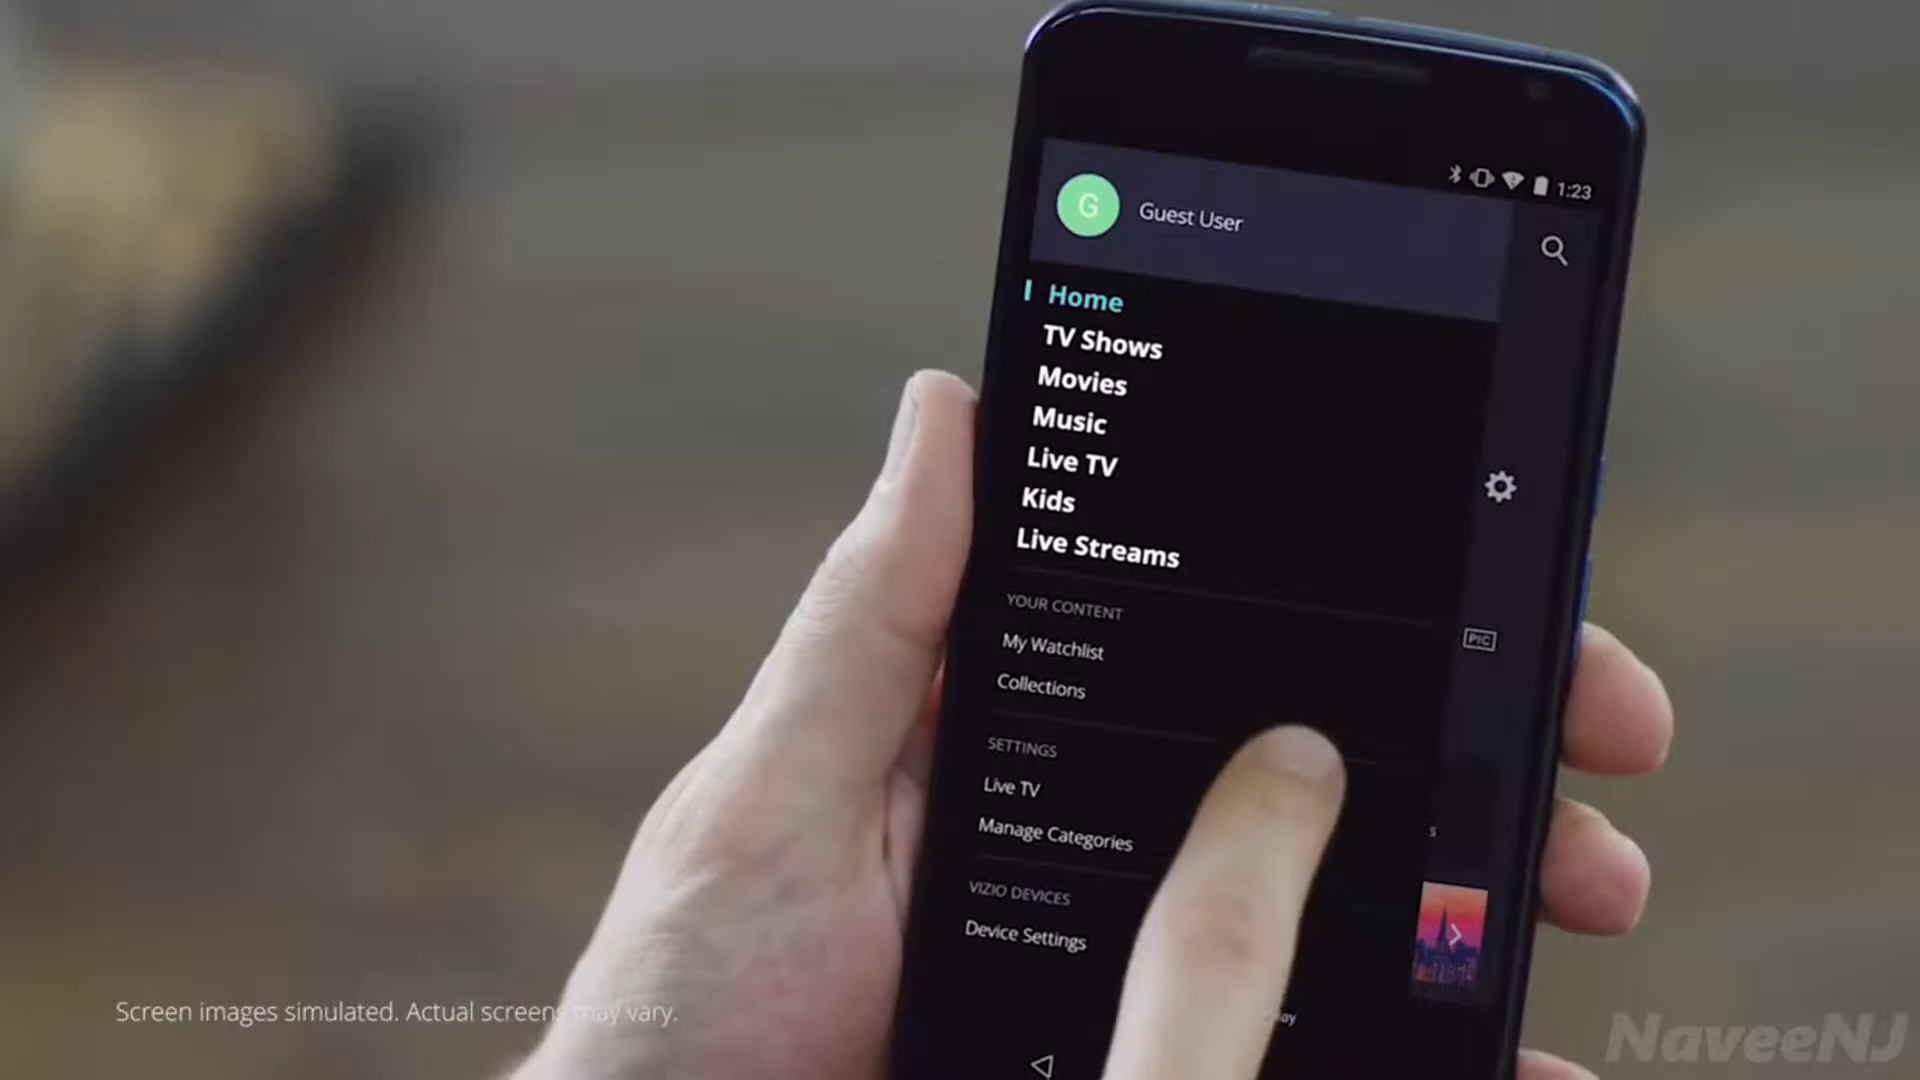 1:23
G
Guest User
Home
TV Shows
Movies
Music
Live TV
Kids
Live Streams
PIC
YOUR CONTENT
My Watchlist
Collections
SETTINGS
Live TV
Manage Categories
VIZIO DEVICES
Device Settings
Screen images simulated. Actual screens may vary.
NaveeNJ